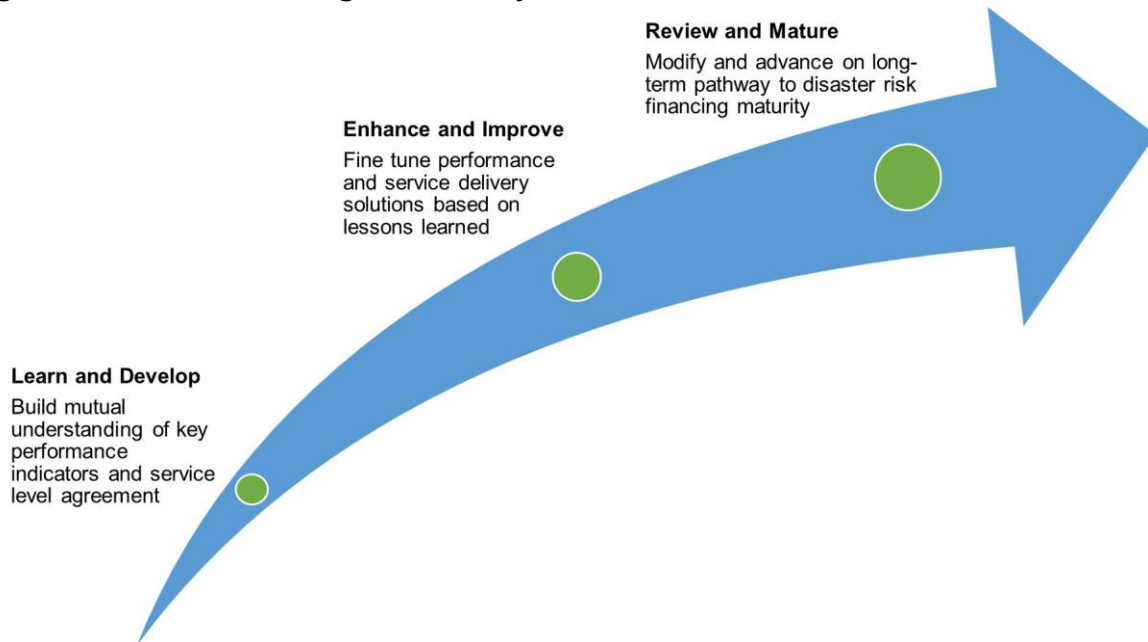 Learn and Develop
Build mutual
understanding of key
performance
indicators and service
level agreement
Enhance and Improve
Fine tune performance
and service delivery
solutions based on
lessons learned
Review and Mature
Modify and advance on long-
term pathway to disaster risk
financing maturity